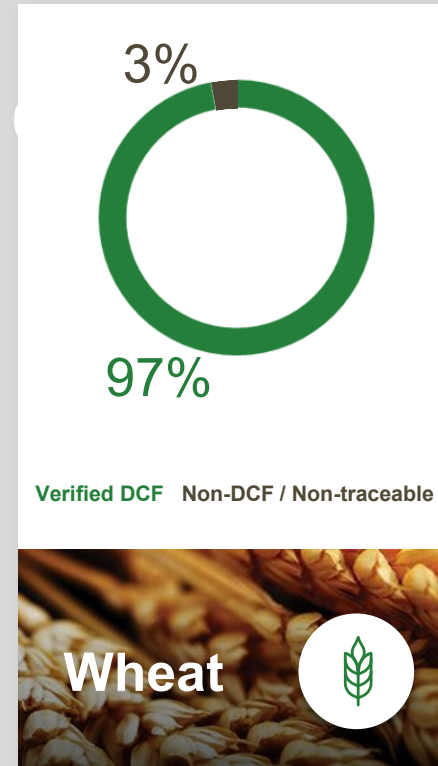 3%
97%
Verified DCF Non-DCF / Non-traceable
Wheat